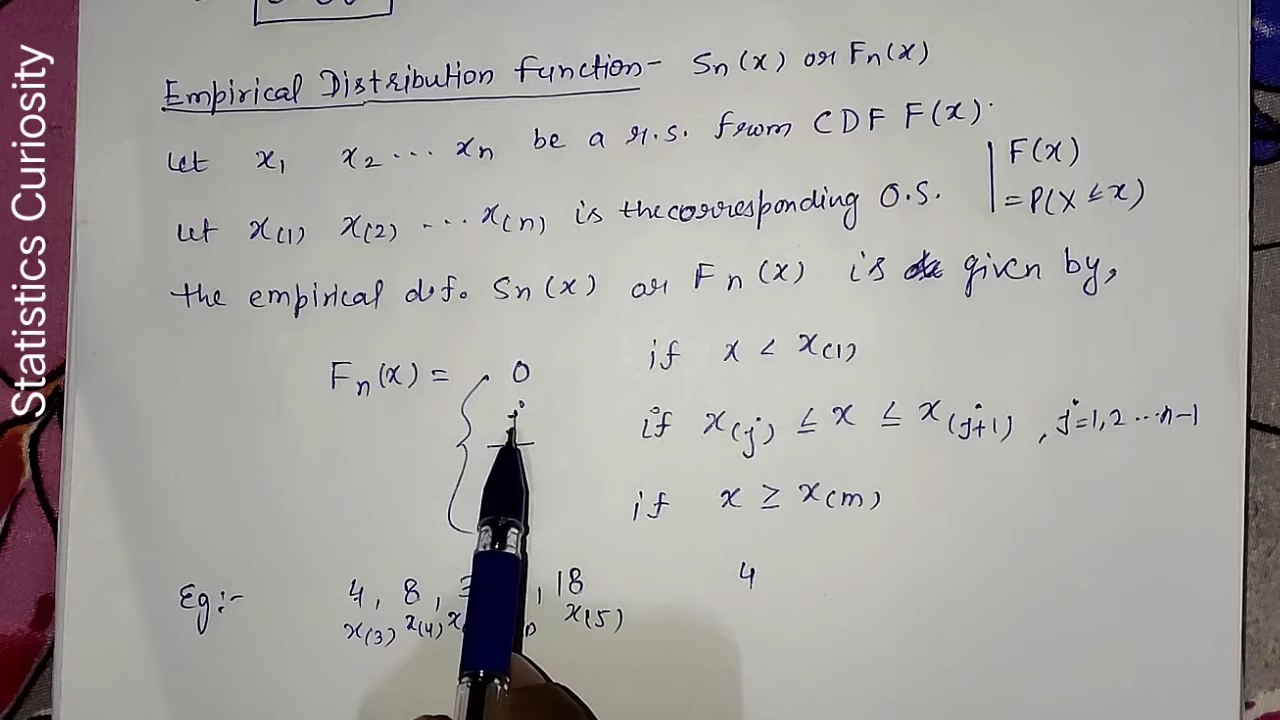 Statistics Curiosity
Empirical Distribution Function - Sn(x) or Fn(x)
Let x1 x2 ... xn be a r.s. from CDF F(x).
F(x)
= P(X ≤ x)
Let x(1) x(2) ... x(n) is the corresponding O.S.
the empirical d.f. Sn(x) or Fn(x) is given by,
Fn(x) = { 0 if x < x(1)
j if x(j) ≤ x ≤ x(j+1), j=1,2...n-1
if x ≥ x(m)
Eg:- 4, 8, 3 , 18 4
x(3) x(4) x x(5)